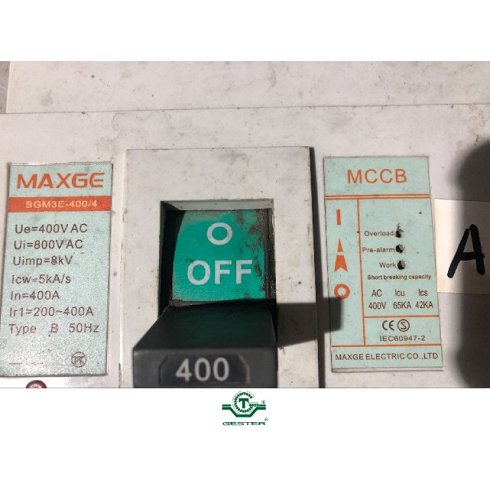 MAXGE
SGM3E-400/4
Ue=400V AC
Ui=800V AC
Uimp=8kV
Icw=5kA/s
In=400A
Ir1=200~400A
Type B 50Hz
O
OFF
400
MCCB
I
O
Overload
Pre-alarm
Work
Short breaking capacity
AC Icu Ics
400V 65KA 42KA
CE
IEC60947-2
MAXGE ELECTRIC CO.,LTD
A
GESTER